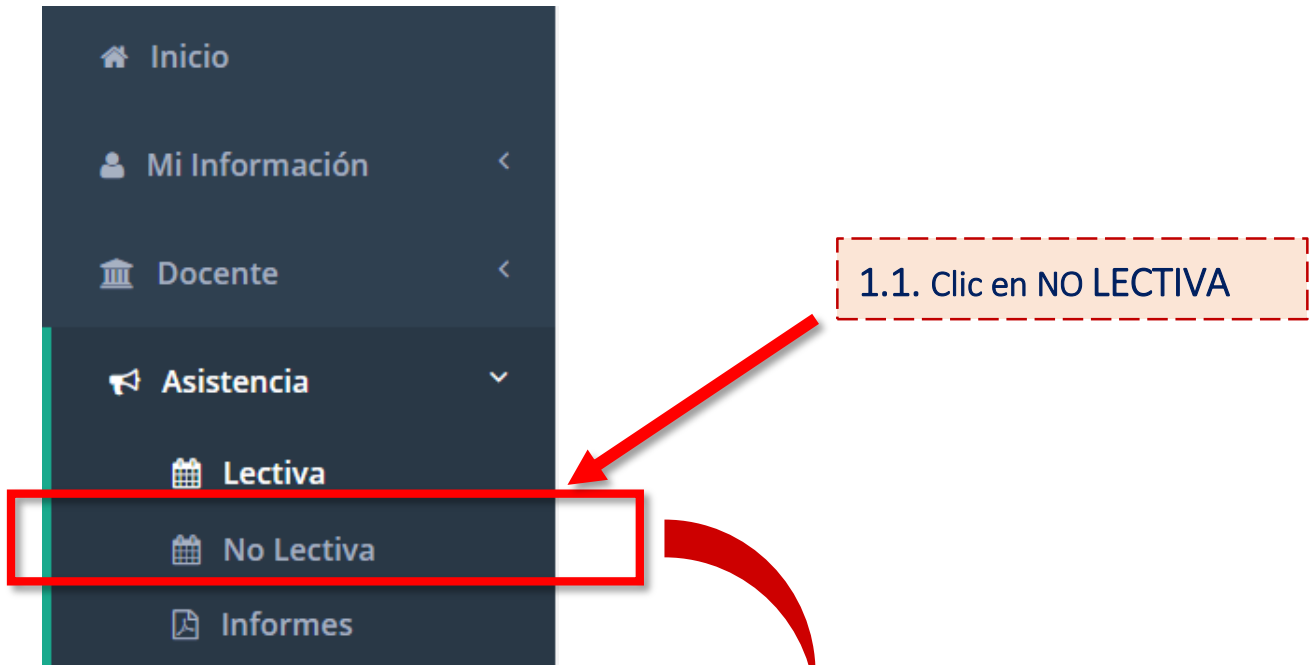 Inicio
Mi Información
Docente
1.1. Clic en NO LECTIVA
Asistencia
Lectiva
No Lectiva
Informes